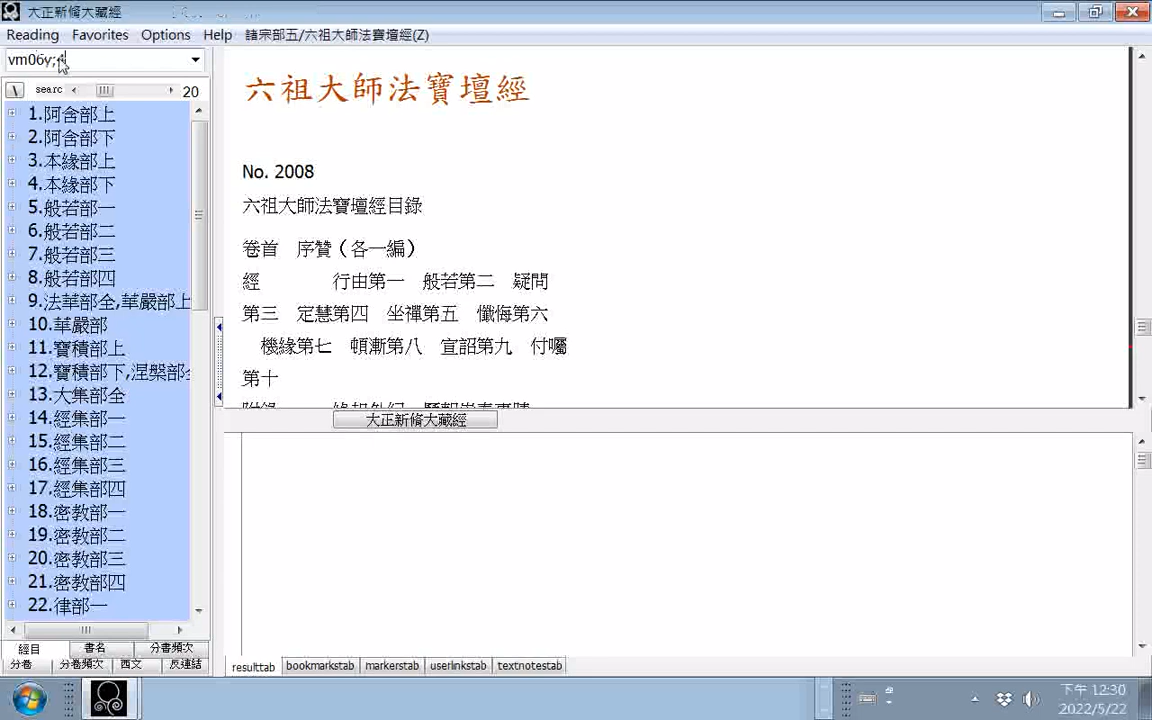 大正新脩大藏經
Reading Favorites Options Help 諸宗部五/六祖大師法寶壇經(Z)
vm06y;4
searc 20
1.阿含部上
2.阿含部下
3.本緣部上
4.本緣部下
5.般若部一
6.般若部二
7.般若部三
8.般若部四
9.法華部全,華嚴部上
10.華嚴部
11.寶積部上
12.寶積部下,涅槃部全
13.大集部全
14.經集部一
15.經集部二
16.經集部三
17.經集部四
18.密教部一
19.密教部二
20.密教部三
21.密教部四
22.律部一
經目 書名 分書頻次
分卷 分卷頻次 西文 反連結
六祖大師法寶壇經
No. 2008
六祖大師法寶壇經目錄
卷首 序贊（各一編）
經 行由第一 般若第二 疑問
第三 定慧第四 坐禪第五 懺悔第六
機緣第七 頓漸第八 宣詔第九 付囑
第十
大正新脩大藏經
resulttab bookmarkstab markerstab userlinkstab textnotestab
下午 12:30
2022/5/22